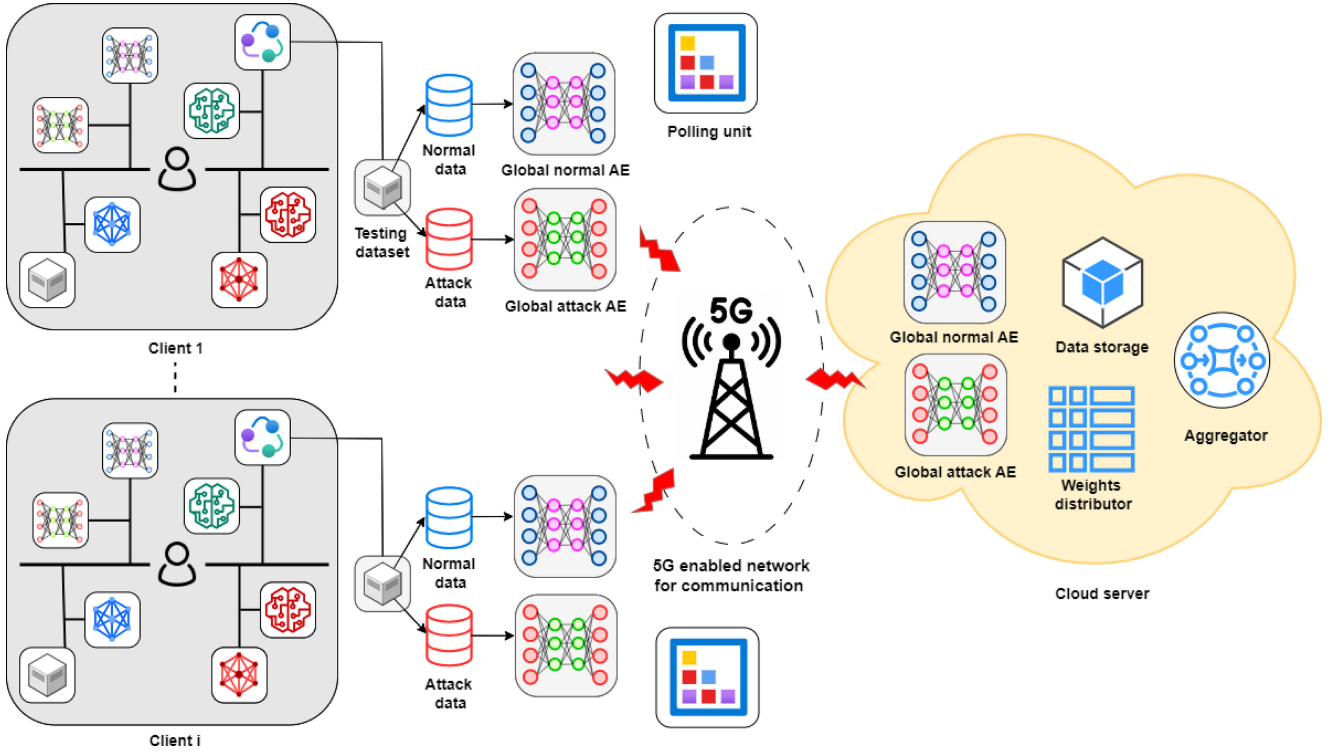 Polling unit
Normal
data
Global normal AE
Testing
dataset
Attack
data
Global attack AE
Client 1
5G
Global normal AE
Data storage
Aggregator
Global attack AE
Weights
distributor
Normal
data
5G enabled network
for communication
Cloud server
Attack
data
Client i